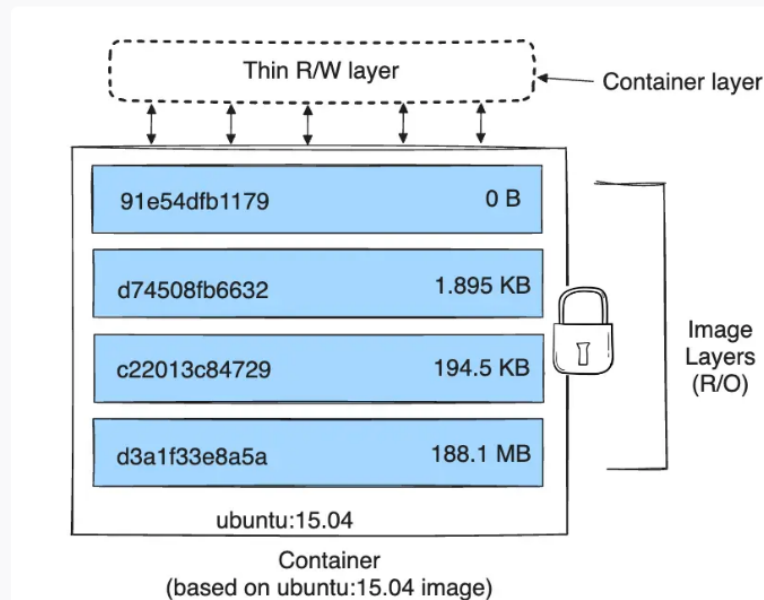 Thin R/W layer
Container layer
91e54dfb1179 0 B
d74508fb6632 1.895 KB
c22013c84729 194.5 KB
d3a1f33e8a5a 188.1 MB
Image
Layers
(R/O)
ubuntu:15.04
Container
(based on ubuntu:15.04 image)